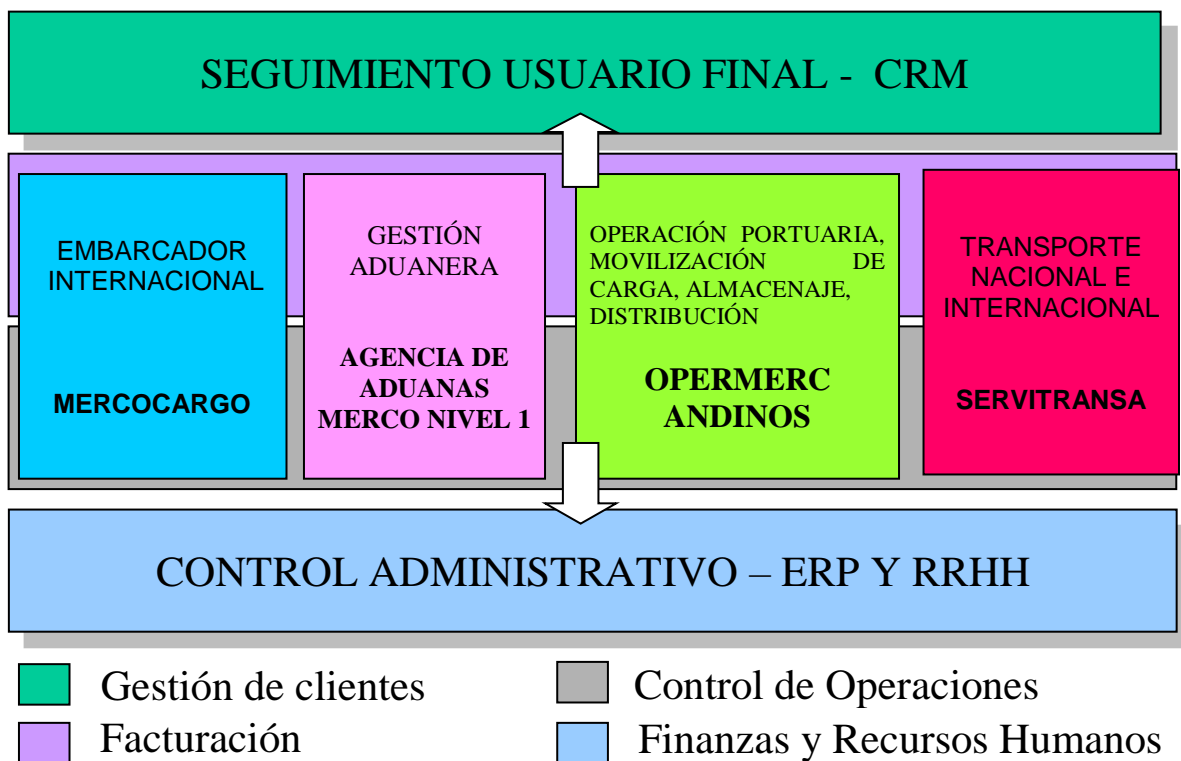 SEGUIMIENTO USUARIO FINAL - CRM
EMBARCADOR
INTERNACIONAL
MERCOCARGO
GESTIÓN
ADUANERA
AGENCIA DE
ADUANAS
MERCO NIVEL 1
OPERACIÓN PORTUARIA,
MOVILIZACIÓN DE
CARGA, ALMACENAJE,
DISTRIBUCIÓN
OPERMERC
ANDINOS
TRANSPORTE
NACIONAL E
INTERNACIONAL
SERVITRANSA
CONTROL ADMINISTRATIVO – ERP Y RRHH
Gestión de clientes
Control de Operaciones
Facturación
Finanzas y Recursos Humanos